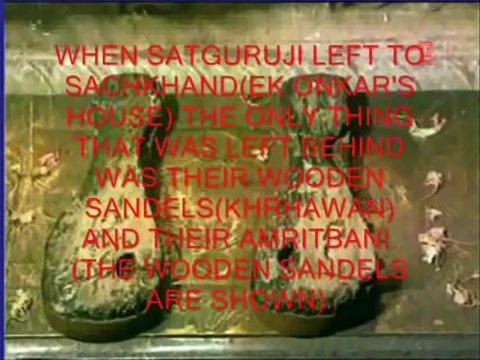 WHEN SATGURUJI LEFT TO
SACHKHAND(EK ONKAR'S
HOUSE) THE ONLY THING
THAT WAS LEFT BEHIND
WAS THEIR WOODEN
SANDELS(KHRHAWAN)
AND THEIR AMRITBANI.
(THE WOODEN SANDELS
ARE SHOWN).